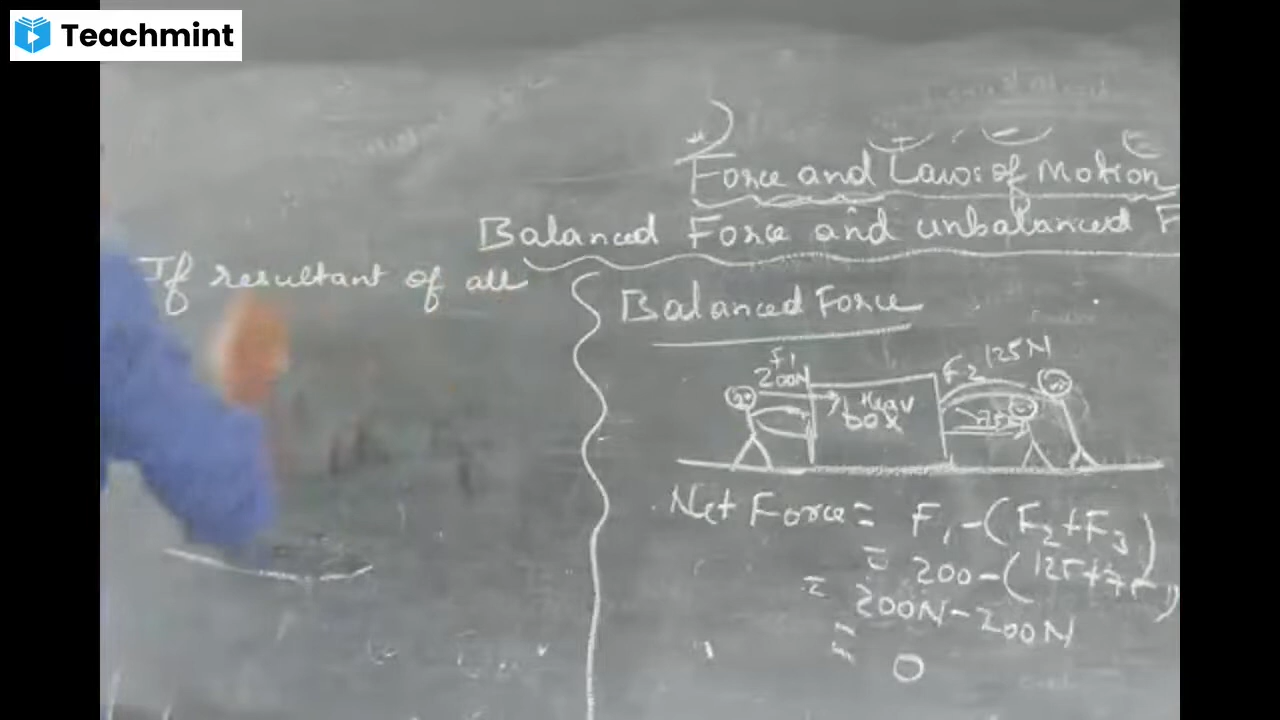 Teachmint
Force and Laws of Motion
Balanced Force and unbalanced F
If resultant of all
Balanced Force
F1
200N
F2 125N
Heav
box
Net Force = F1-(F2+F3)
= 200-(125+75)
= 200N-200N
= 0